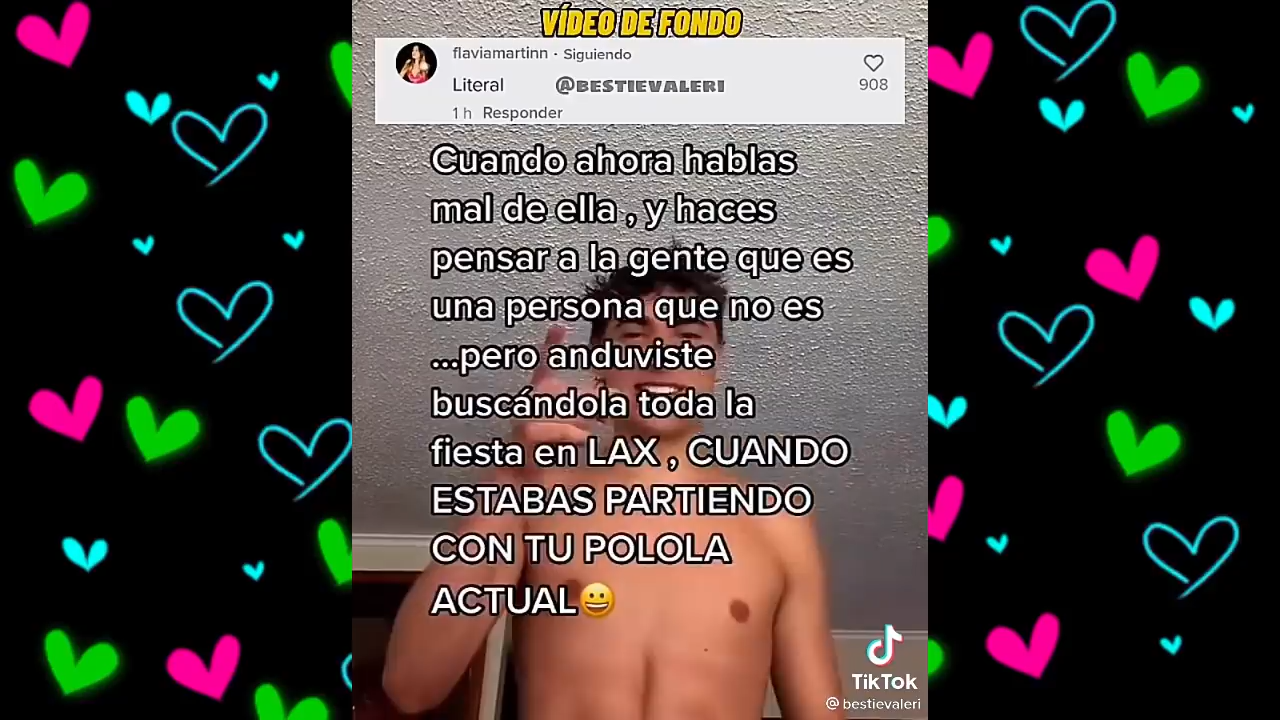 VÍDEO DE FONDO
flaviamartinn · Siguiendo
Literal @BESTIEVALERI
908
1 h Responder
Cuando ahora hablas
mal de ella , y haces
pensar a la gente que es
una persona que no es
...pero anduviste
buscándola toda la
fiesta en LAX , CUANDO
ESTABAS PARTIENDO
CON TU POLOLA
ACTUAL😀
TikTok
@bestievaleri